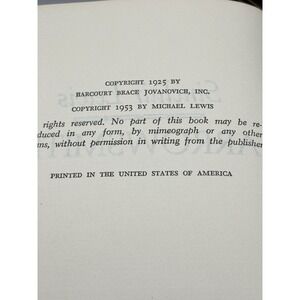 COPYRIGHT 1925 BY
HARCOURT BRACE JOVANOVICH, INC.
COPYRIGHT 1953 BY MICHAEL LEWIS
rights reserved. No part of this book may be re-
duced in any form, by mimeograph or any other
ns, without permission in writing from the publisher
PRINTED IN THE UNITED STATES OF AMERICA